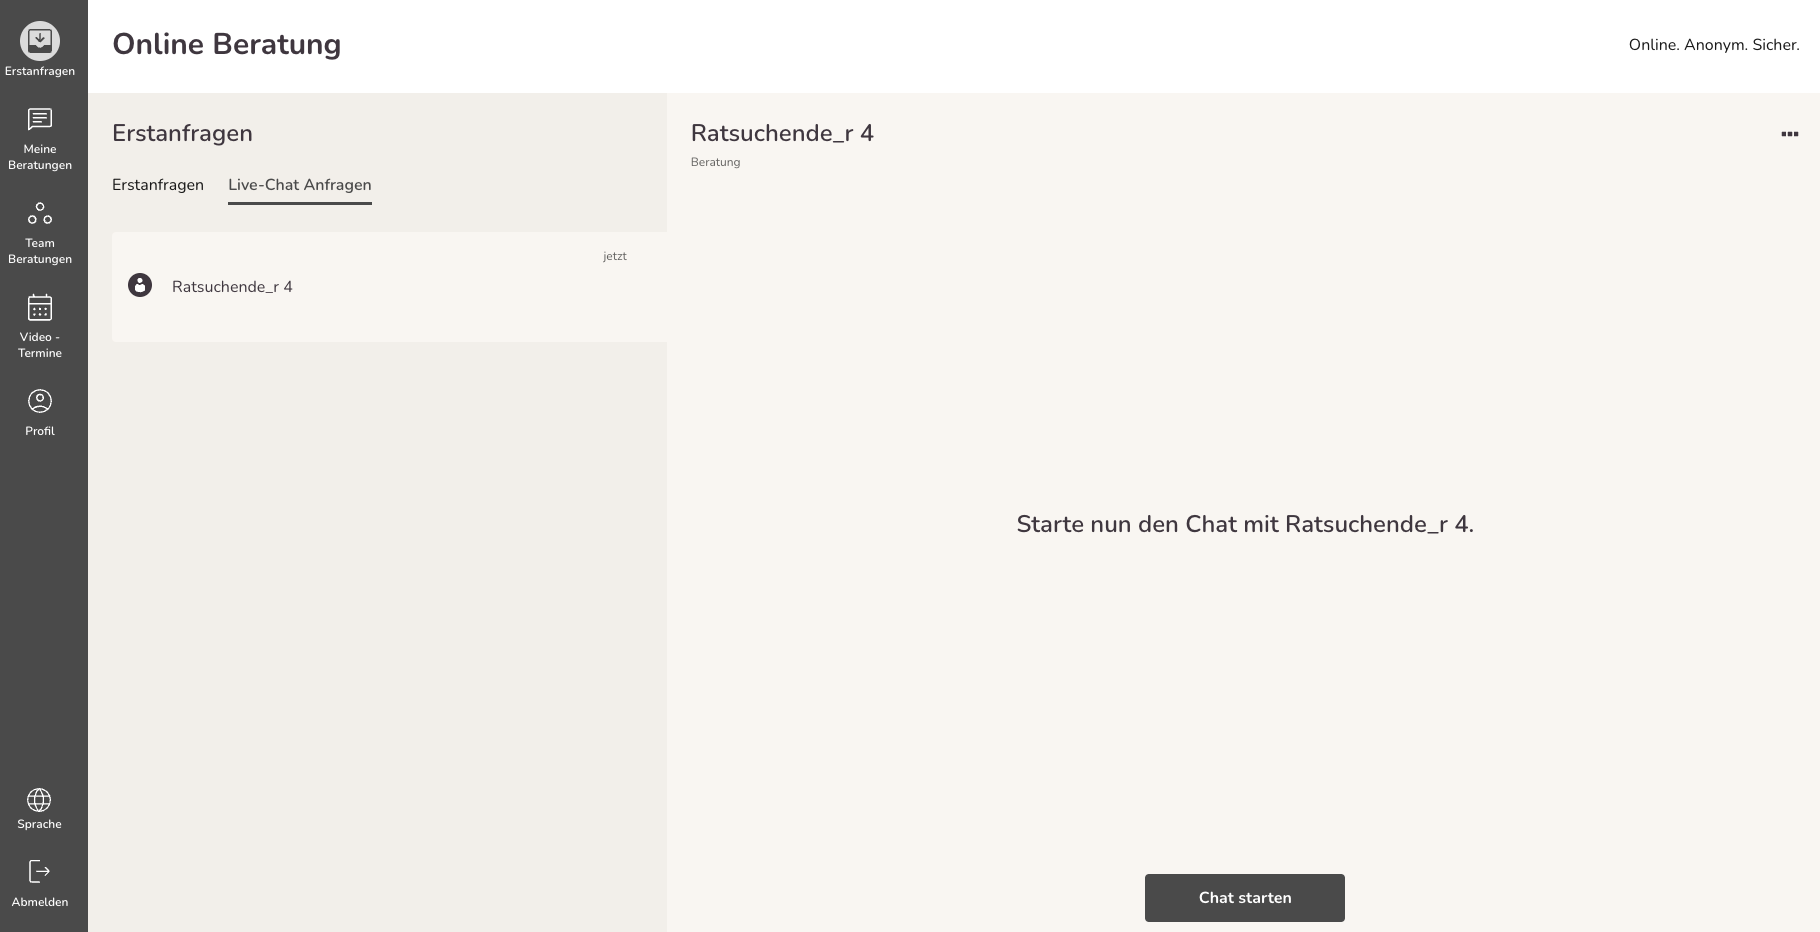 Online Beratung
Online. Anonym. Sicher.
Erstanfragen
Meine
Beratungen
Team
Beratungen
Video -
Termine
Profil
Sprache
Abmelden
Erstanfragen
Erstanfragen
Live-Chat Anfragen
jetzt
Ratsuchende_r 4
Ratsuchende_r 4
Beratung
Starte nun den Chat mit Ratsuchende_r 4.
Chat starten